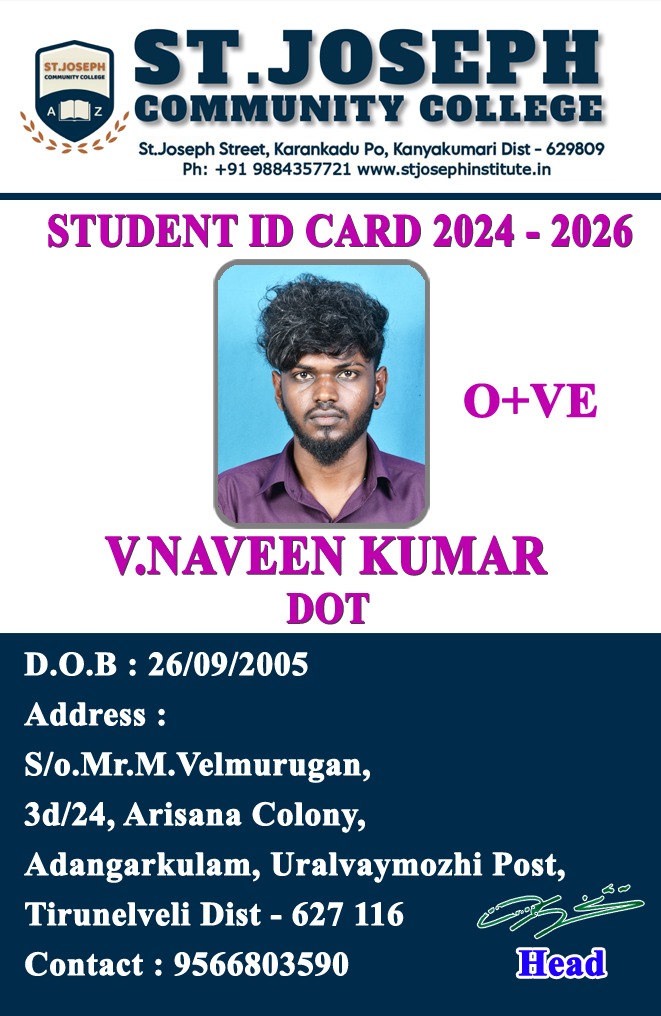 ST.JOSEPH
COMMUNITY COLLEGE
A Z
ST.JOSEPH
COMMUNITY COLLEGE
St.Joseph Street, Karankadu Po, Kanyakumari Dist - 629809
Ph: +91 9884357721 www.stjosephinstitute.in
STUDENT ID CARD 2024 - 2026
O+VE
V.NAVEEN KUMAR
DOT
D.O.B : 26/09/2005
Address :
S/o.Mr.M.Velmurugan,
3d/24, Arisana Colony,
Adangarkulam, Uralvaymozhi Post,
Tirunelveli Dist - 627 116
Contact : 9566803590
Head